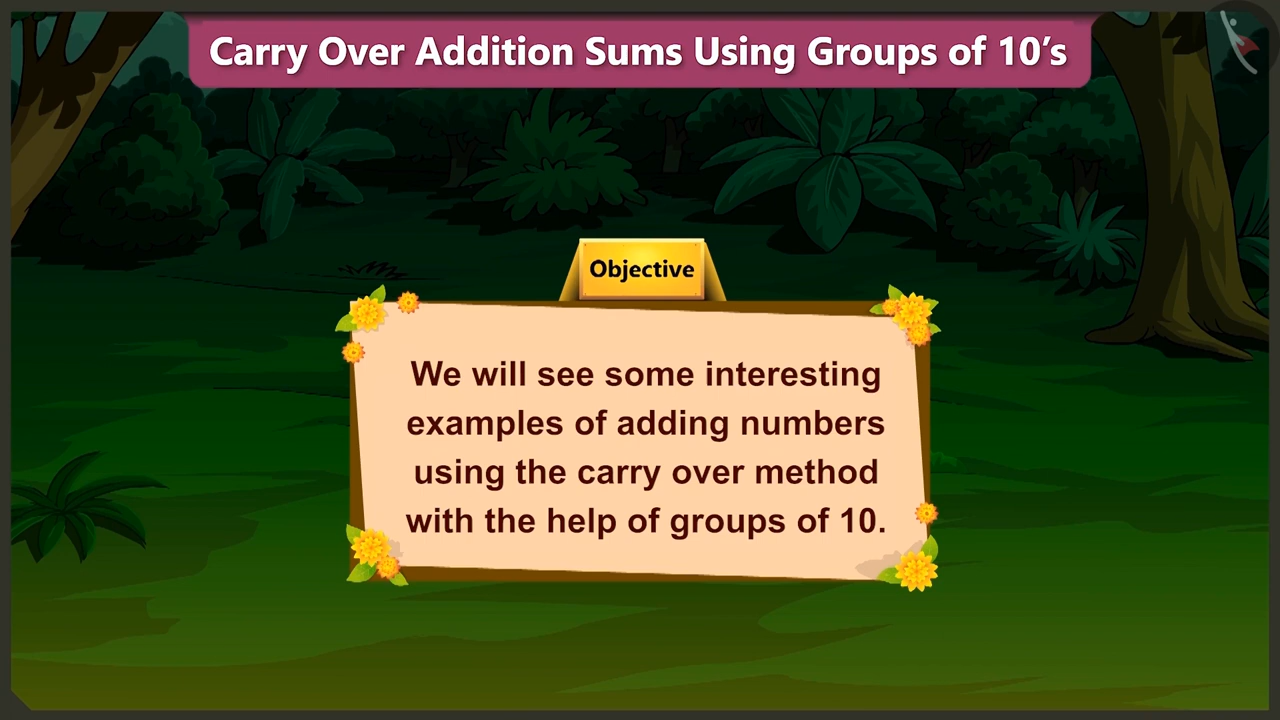 Carry Over Addition Sums Using Groups of 10's
Objective
We will see some interesting
examples of adding numbers
using the carry over method
with the help of groups of 10.